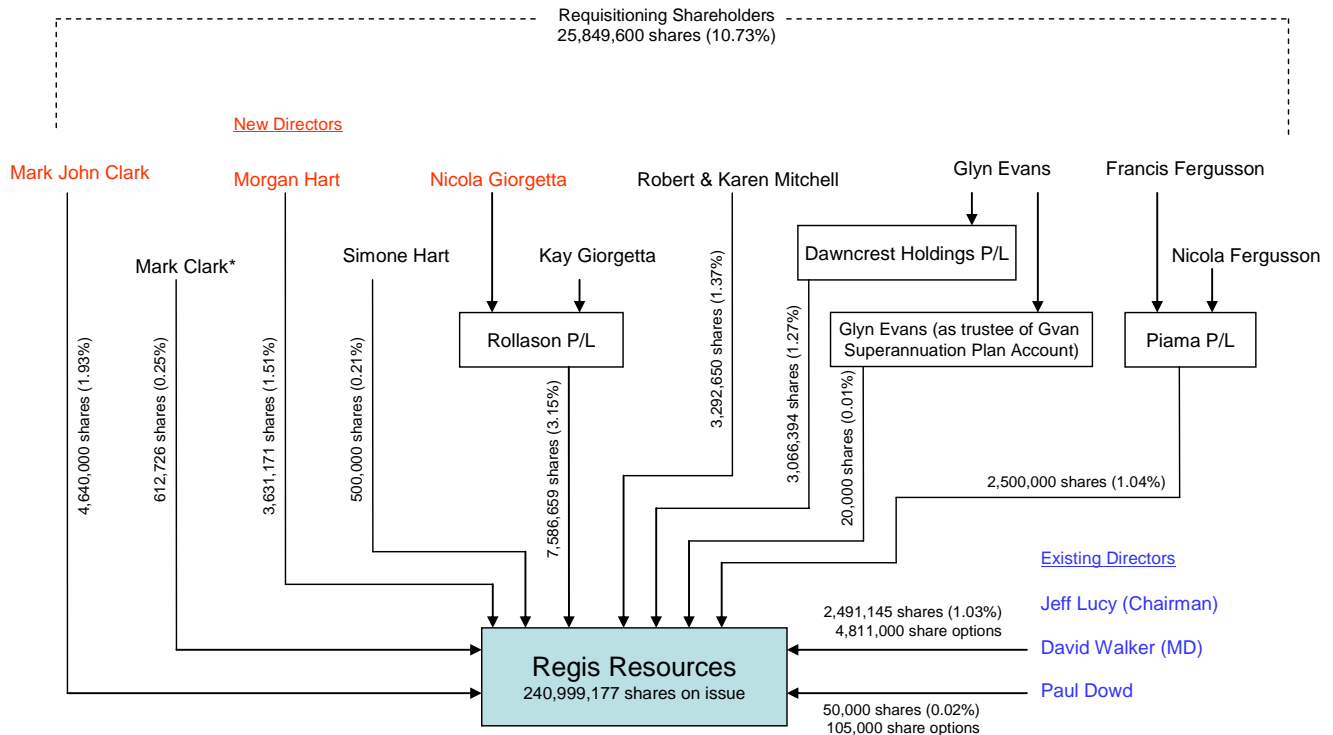 Requisitioning Shareholders
25,849,600 shares (10.73%)
New Directors
Mark John Clark
Morgan Hart
Nicola Giorgetta
Robert & Karen Mitchell
Glyn Evans
Francis Fergusson
Mark Clark*
Simone Hart
Kay Giorgetta
Dawncrest Holdings P/L
Nicola Fergusson
Rollason P/L
Glyn Evans (as trustee of Gvan
Superannuation Plan Account)
Piama P/L
4,640,000 shares (1.93%)
612,726 shares (0.25%)
3,631,171 shares (1.51%)
500,000 shares (0.21%)
7,586,659 shares (3.15%)
3,292,650 shares (1.37%)
3,066,394 shares (1.27%)
20,000 shares (0.01%)
2,500,000 shares (1.04%)
Existing Directors
Jeff Lucy (Chairman)
2,491,145 shares (1.03%)
4,811,000 share options
David Walker (MD)
Paul Dowd
50,000 shares (0.02%)
105,000 share options
Regis Resources
240,999,177 shares on issue